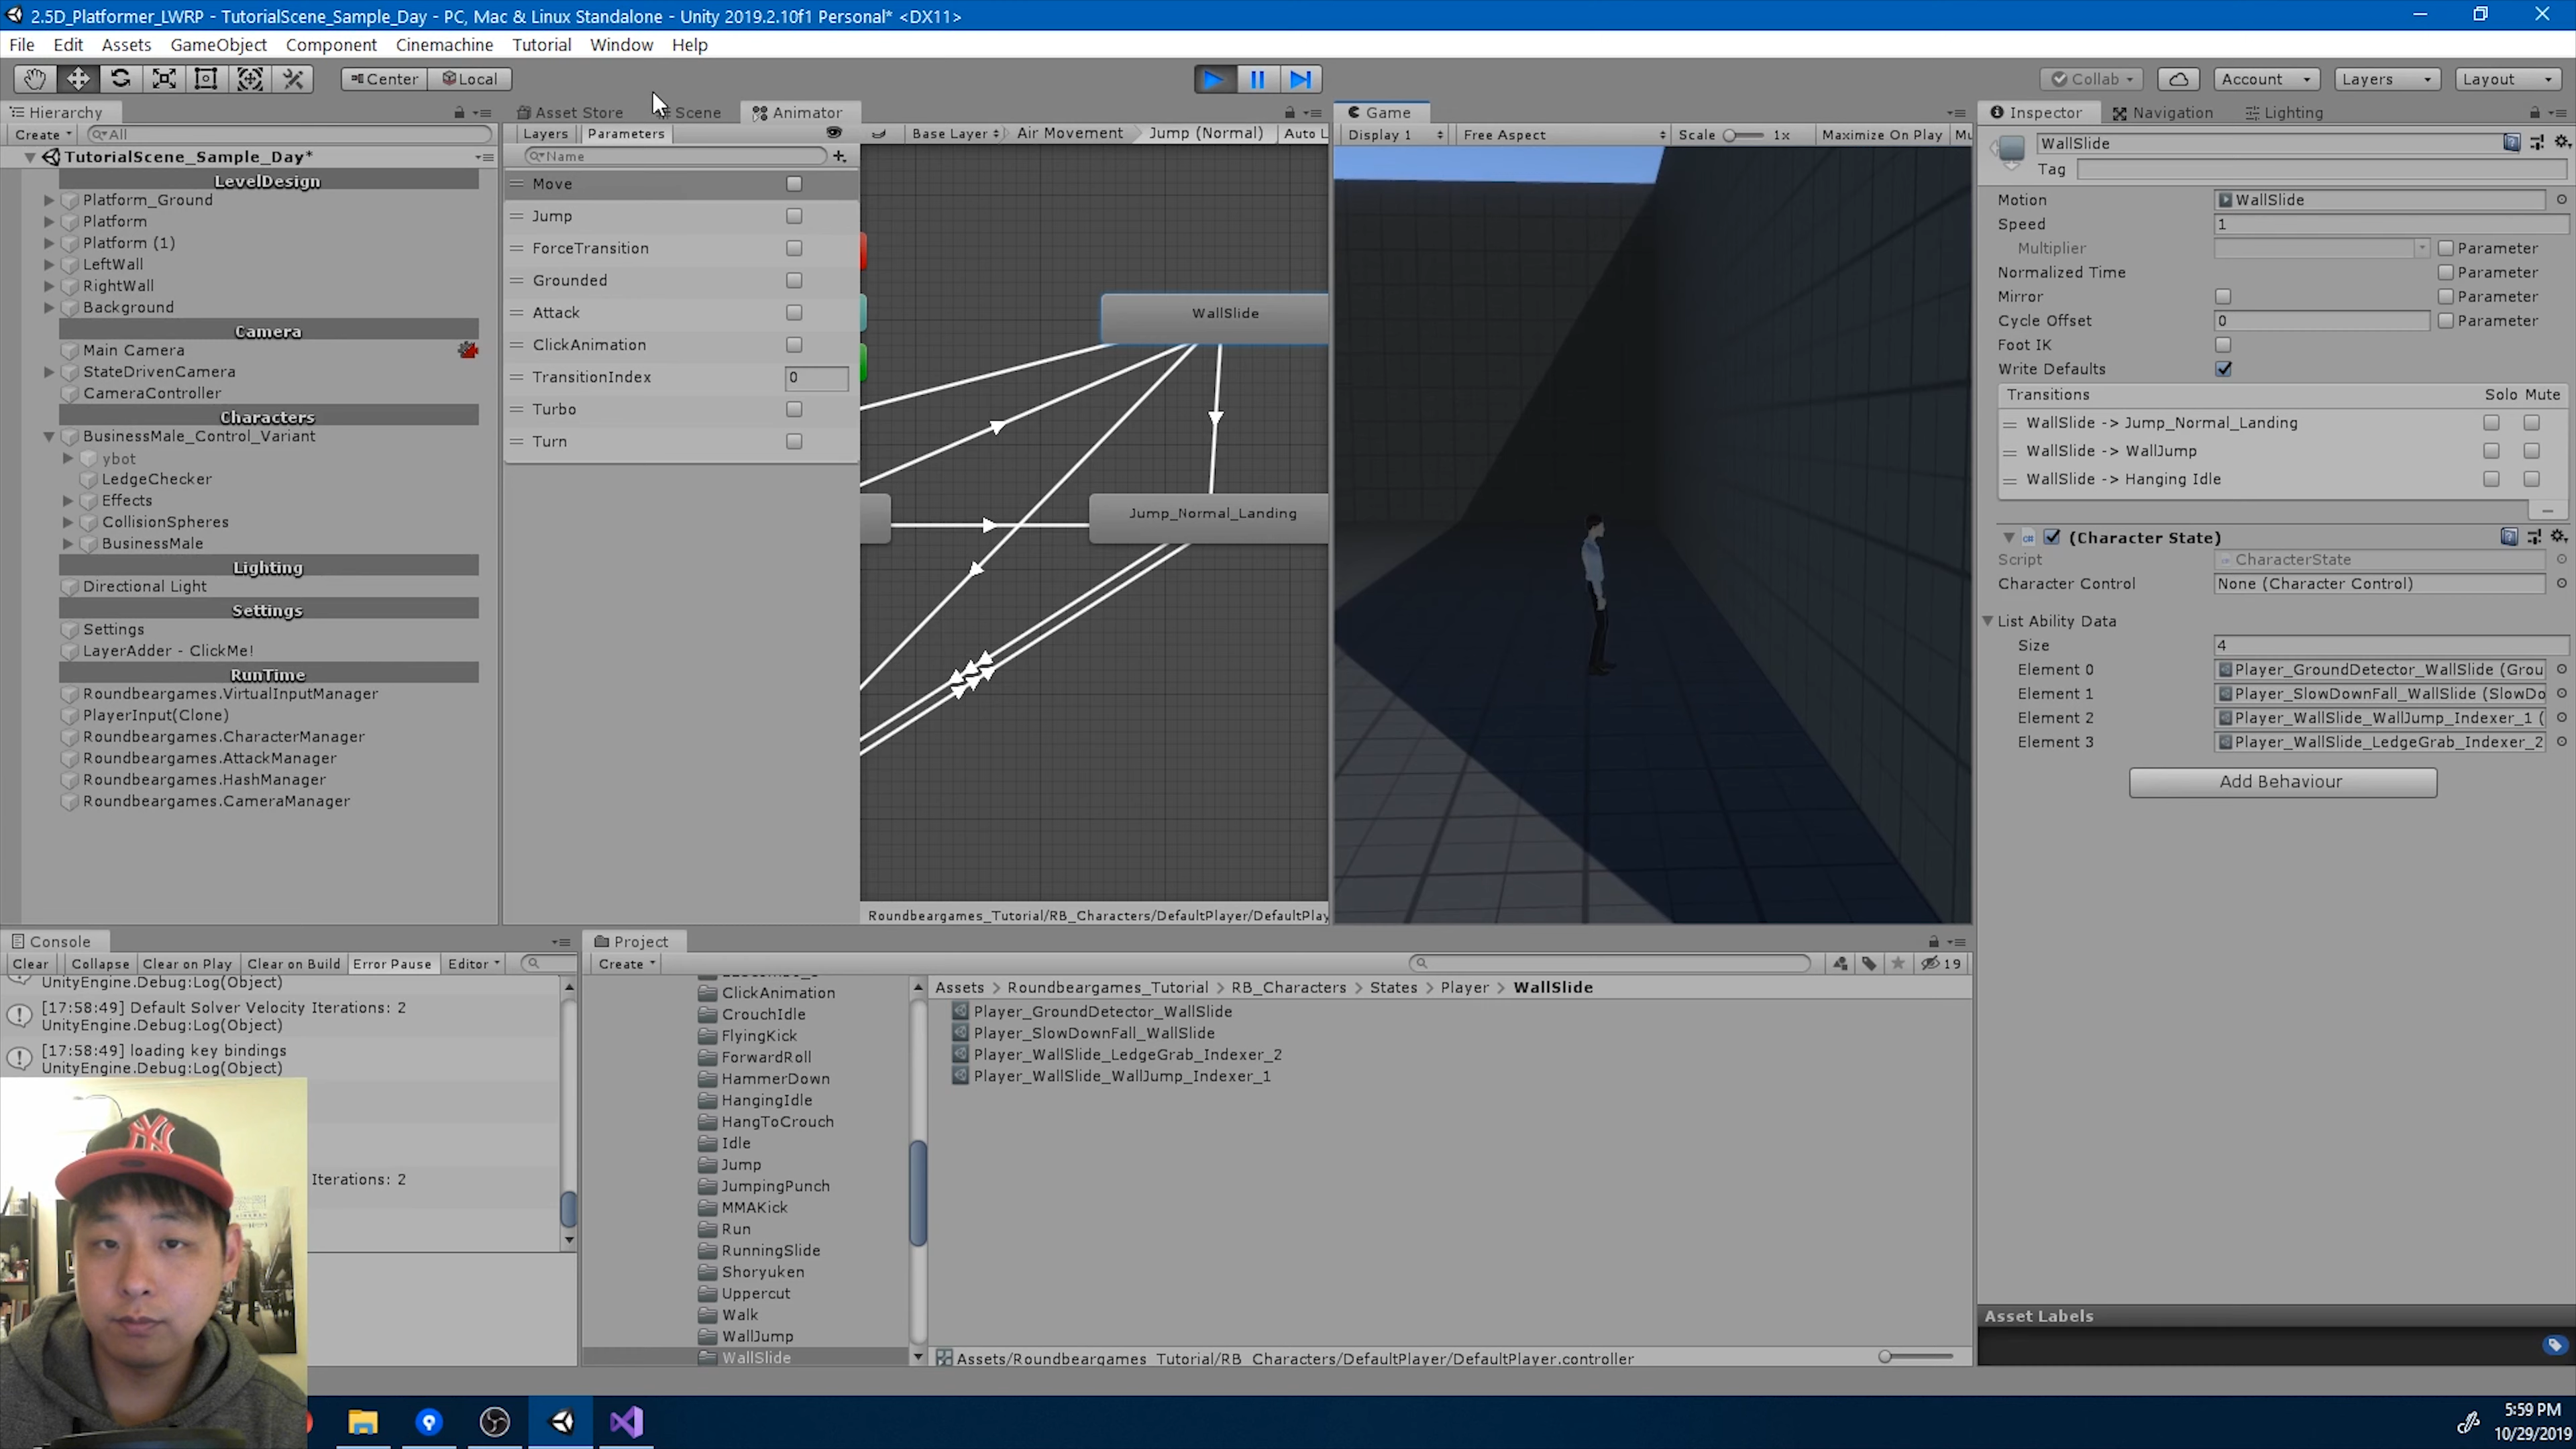 2.5D_Platformer_LWRP - TutorialScene_Sample_Day - PC, Mac & Linux Standalone - Unity 2019.2.10f1 Personal* <DX11>
File Edit Assets GameObject Component Cinemachine Tutorial Window Help
Center Local Collab Account Layers Layout
Hierarchy
Create All
TutorialScene_Sample_Day*
LevelDesign
Platform_Ground
Platform
Platform (1)
LeftWall
RightWall
Background
Camera
Main Camera
StateDrivenCamera
CameraController
Characters
BusinessMale_Control_Variant
ybot
LedgeChecker
Effects
CollisionSpheres
BusinessMale
Lighting
Directional Light
Settings
Settings
LayerAdder - ClickMe!
RunTime
Roundbeargames.VirtualInputManager
PlayerInput(Clone)
Roundbeargames.CharacterManager
Roundbeargames.AttackManager
Roundbeargames.HashManager
Roundbeargames.CameraManager
Asset Store Scene Animator
Layers Parameters Base Layer Air Movement Jump (Normal) Auto L
Name
Move
Jump
ForceTransition
Grounded
Attack
ClickAnimation
TransitionIndex 0
Turbo
Turn
WallSlide
Jump_Normal_Landing
Roundbeargames_Tutorial/RB_Characters/DefaultPlayer/DefaultPlay
Game
Display 1 Free Aspect Scale 1x Maximize On Play Mu
Inspector Navigation Lighting
WallSlide
Tag
Motion WallSlide
Speed 1
Multiplier Parameter
Normalized Time Parameter
Mirror Parameter
Cycle Offset 0 Parameter
Foot IK
Write Defaults
Transitions Solo Mute
WallSlide -> Jump_Normal_Landing
WallSlide -> WallJump
WallSlide -> Hanging Idle
(Character State)
Script CharacterState
Character Control None (Character Control)
List Ability Data
Size 4
Element 0 Player_GroundDetector_WallSlide (Grou
Element 1 Player_SlowDownFall_WallSlide (SlowDo
Element 2 Player_WallSlide_WallJump_Indexer_1 (
Element 3 Player_WallSlide_LedgeGrab_Indexer_2
Add Behaviour
Asset Labels
Console
Clear Collapse Clear on Play Clear on Build Error Pause Editor
UnityEngine.Debug:Log(Object)
[17:58:49] Default Solver Velocity Iterations: 2
UnityEngine.Debug:Log(Object)
[17:58:49] loading key bindings
UnityEngine.Debug:Log(Object)
Iterations: 2
Project
Create 19
ClickAnimation
CrouchIdle
FlyingKick
ForwardRoll
HammerDown
HangingIdle
HangToCrouch
Idle
Jump
JumpingPunch
MMAKick
Run
RunningSlide
Shoryuken
Uppercut
Walk
WallJump
WallSlide
Assets > Roundbeargames_Tutorial > RB_Characters > States > Player > WallSlide
Player_GroundDetector_WallSlide
Player_SlowDownFall_WallSlide
Player_WallSlide_LedgeGrab_Indexer_2
Player_WallSlide_WallJump_Indexer_1
Assets/Roundbeargames_Tutorial/RB_Characters/DefaultPlayer/DefaultPlayer.controller
NY
5:59 PM
10/29/2019